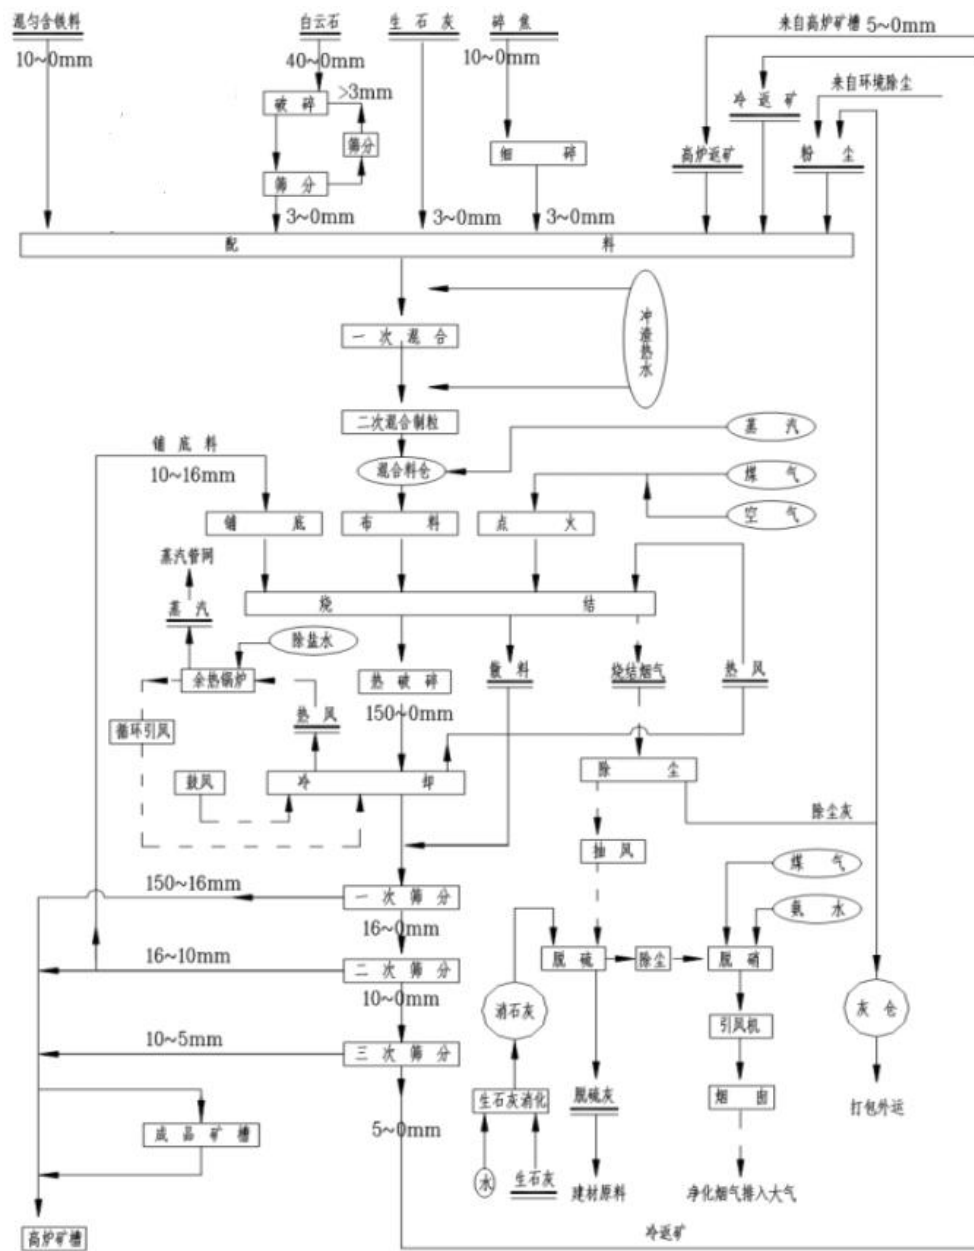 混匀含铁料 白云石 生石灰 碎焦 来自高炉矿槽 5~0mm
10~0mm 40~0mm 10~0mm
>3mm 来自环境除尘
破碎 冷返矿
筛分 细碎 高炉返矿 粉尘
筛分
3~0mm 3~0mm 3~0mm
配料
冲渣热水
一次混合
二次混合制粒 蒸汽
铺底料
混合料仓 煤气
10~16mm
铺底 布料 点火 空气
蒸汽管网
烧结
蒸汽
除盐水
余热锅炉 热破碎 散料 烧结烟气 热风
热风 150~0mm
循环引风
鼓风 冷却 除尘
除尘灰
抽风 煤气
150~16mm
一次筛分
16~0mm 氨水
16~10mm 脱硫 除尘 脱硝
二次筛分
10~0mm 消石灰 灰仓
引风机
10~5mm
三次筛分
生石灰消化 脱硫灰 烟囱 打包外运
成品矿槽 5~0mm
水 生石灰 建材原料 净化烟气排入大气
高炉矿槽 冷返矿